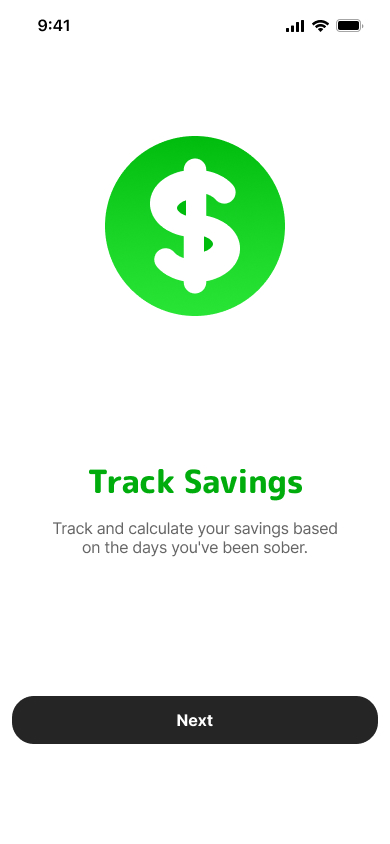 9:41
$
Track Savings
Track and calculate your savings based
on the days you've been sober.
Next